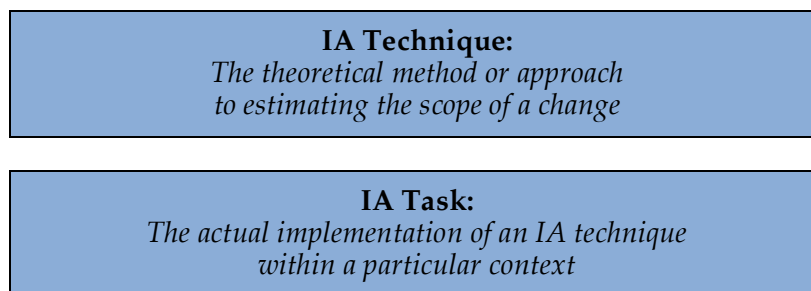 IA Technique:
The theoretical method or approach
to estimating the scope of a change
IA Task:
The actual implementation of an IA technique
within a particular context